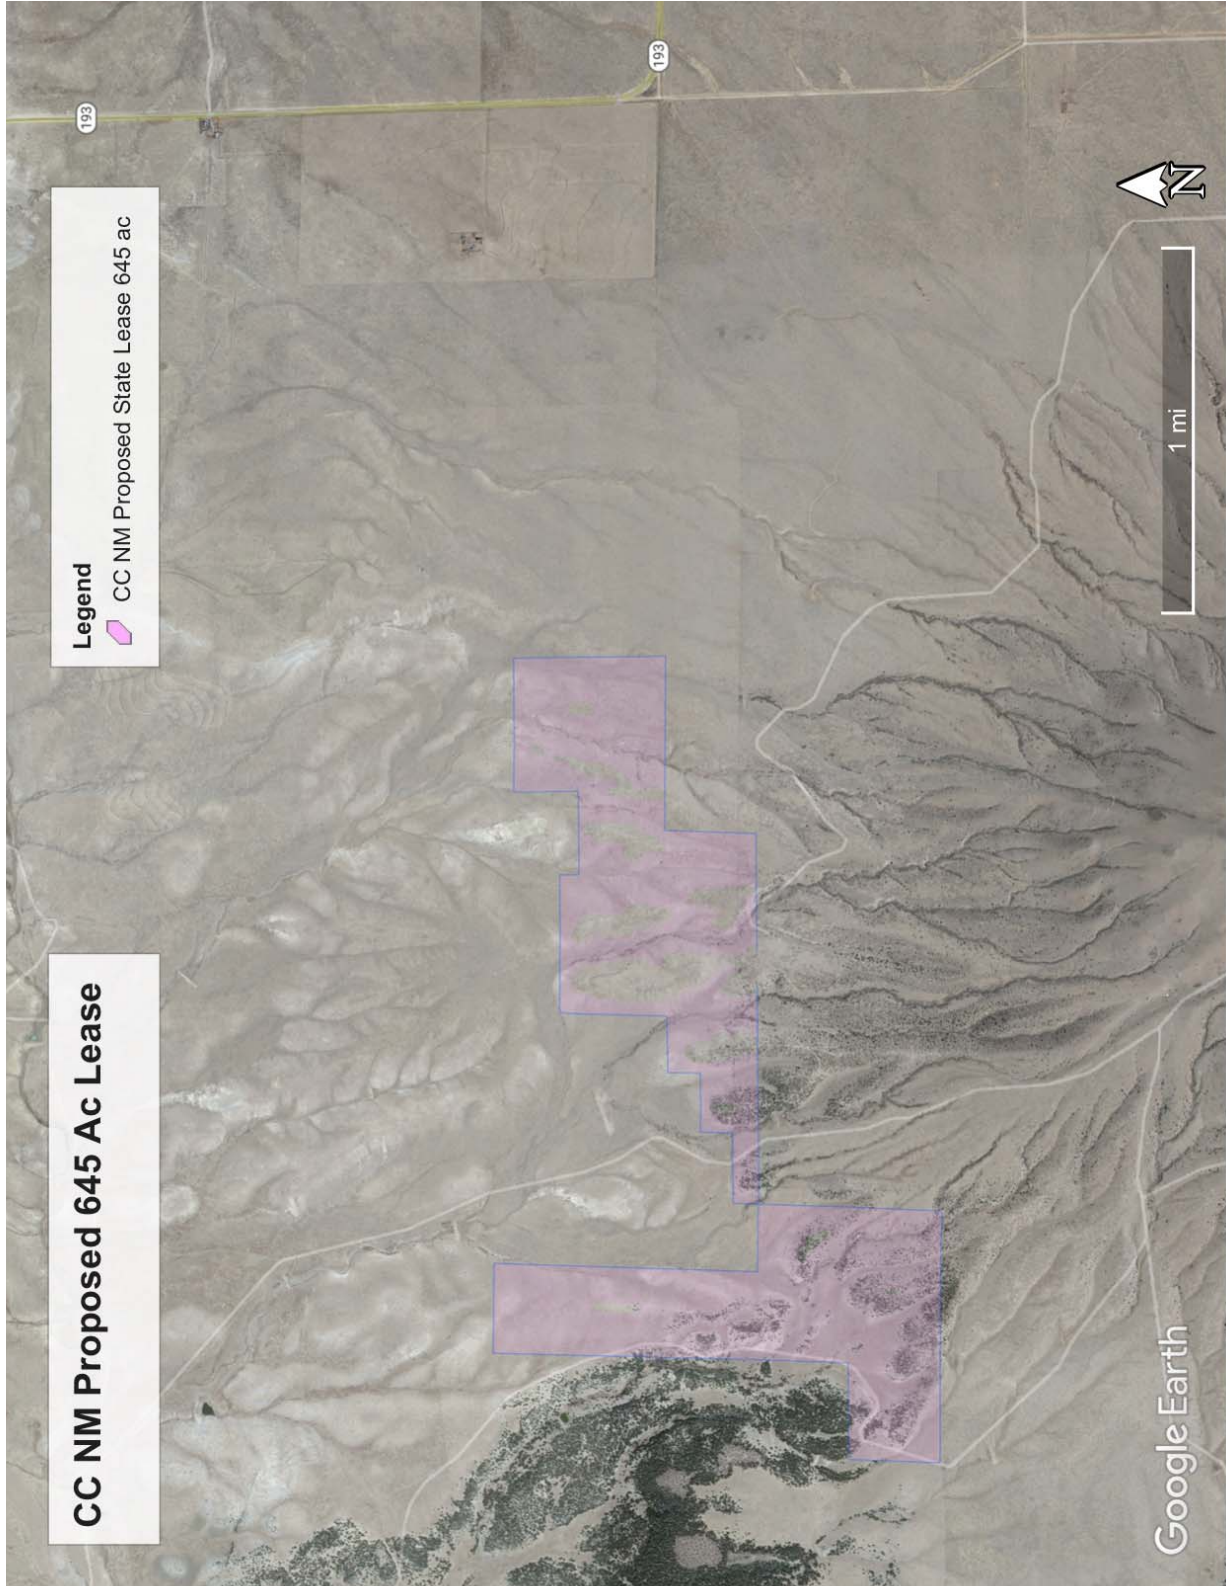 CC NM Proposed 645 Ac Lease
Legend
CC NM Proposed State Lease 645 ac
193
193
N
1 mi
Google Earth